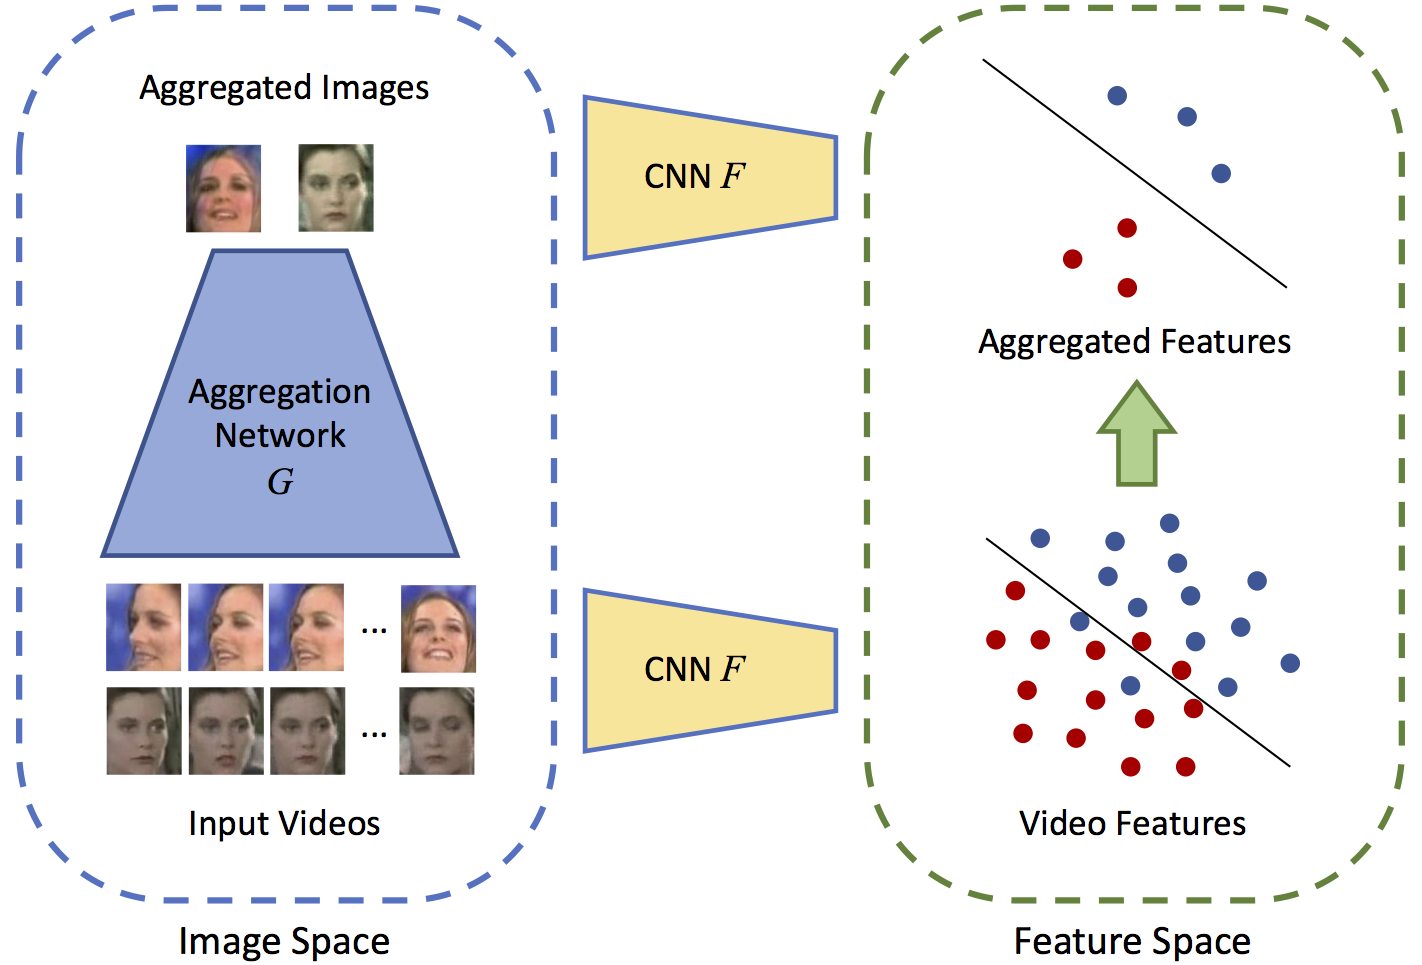 Aggregated Images
CNN F
Aggregation
Network
G
Aggregated Features
...
...
CNN F
Input Videos
Video Features
Image Space
Feature Space